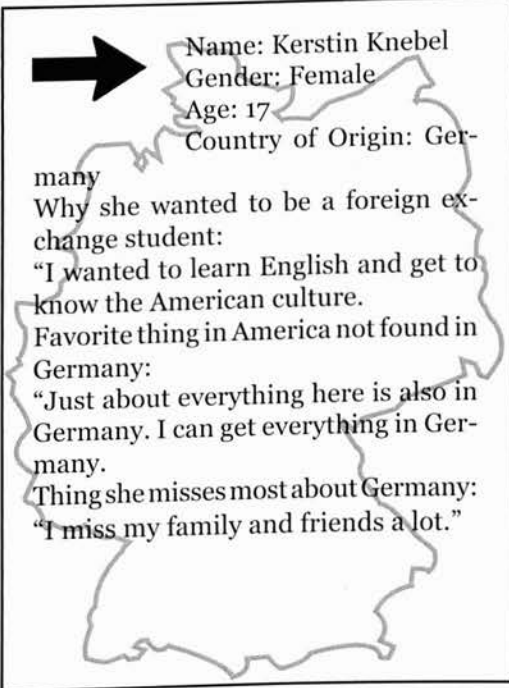 Name: Kerstin Knebel
Gender: Female
Age: 17
Country of Origin: Ger-
many
Why she wanted to be a foreign ex-
change student:
“I wanted to learn English and get to
know the American culture.
Favorite thing in America not found in
Germany:
“Just about everything here is also in
Germany. I can get everything in Ger-
many.
Thing she misses most about Germany:
“I miss my family and friends a lot.”